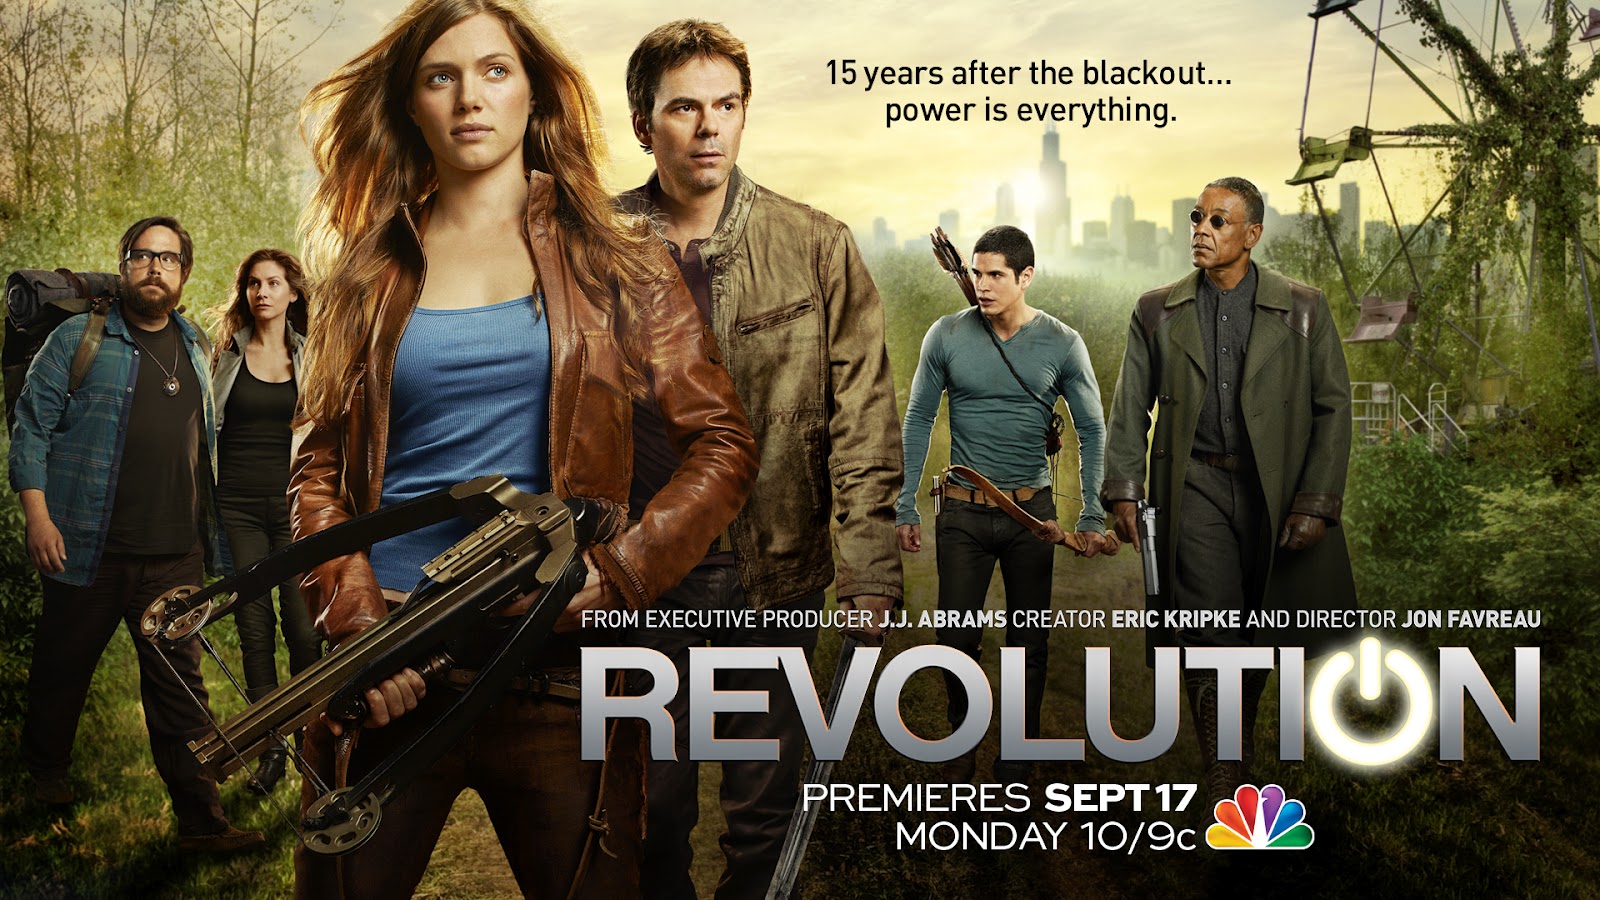 15 years after the blackout...
power is everything.
FROM EXECUTIVE PRODUCER J.J. ABRAMS CREATOR ERIC KRIPKE AND DIRECTOR JON FAVREAU
REVOLUTION
PREMIERES SEPT 17
MONDAY 10/9c